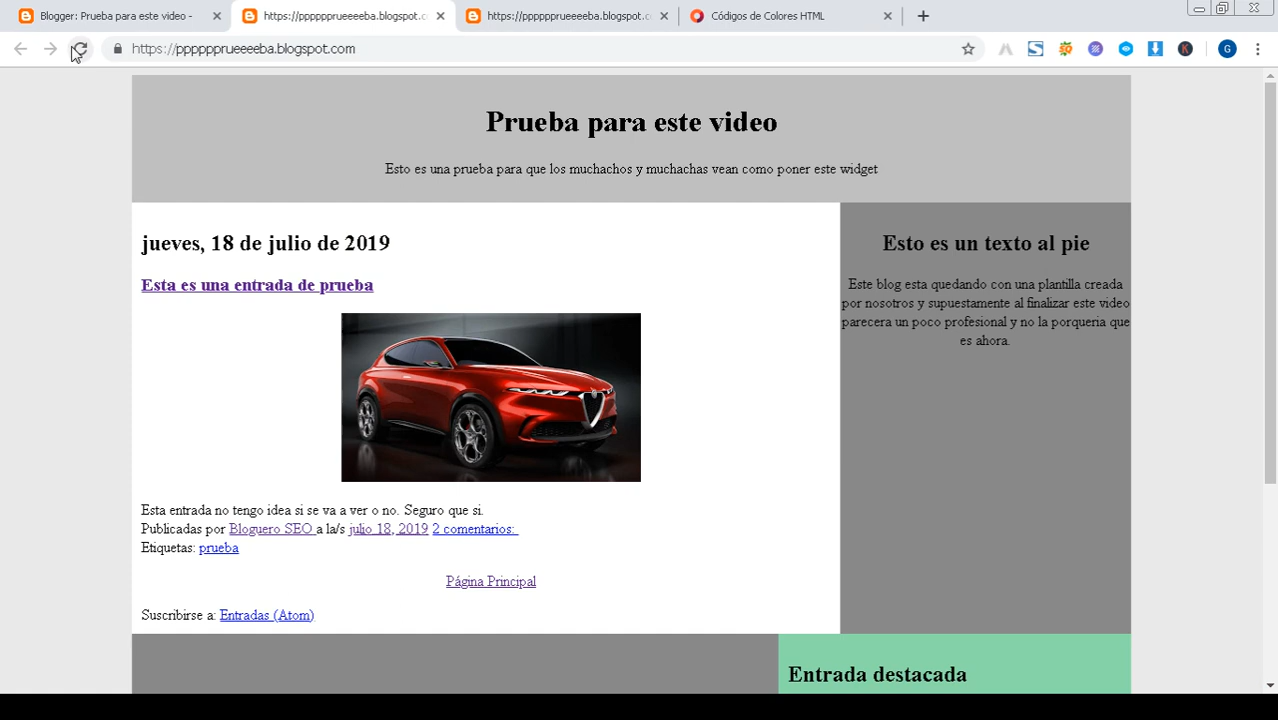 Blogger: Prueba para este video -
https://ppppppprueeeeba.blogspot.com
https://ppppppprueeeeba.blogspot.c
Códigos de Colores HTML
https://ppppppprueeeeba.blogspot.com
G
Prueba para este video
Esto es una prueba para que los muchachos y muchachas vean como poner este widget
jueves, 18 de julio de 2019
Esta es una entrada de prueba
Esta entrada no tengo idea si se va a ver o no. Seguro que si.
Publicadas por Bloguero SEO a la/s julio 18, 2019 2 comentarios:
Etiquetas: prueba
Página Principal
Suscribirse a: Entradas (Atom)
Esto es un texto al pie
Este blog esta quedando con una plantilla creada
por nosotros y supuestamente al finalizar este video
parecera un poco profesional y no la porqueria que
es ahora.
Entrada destacada